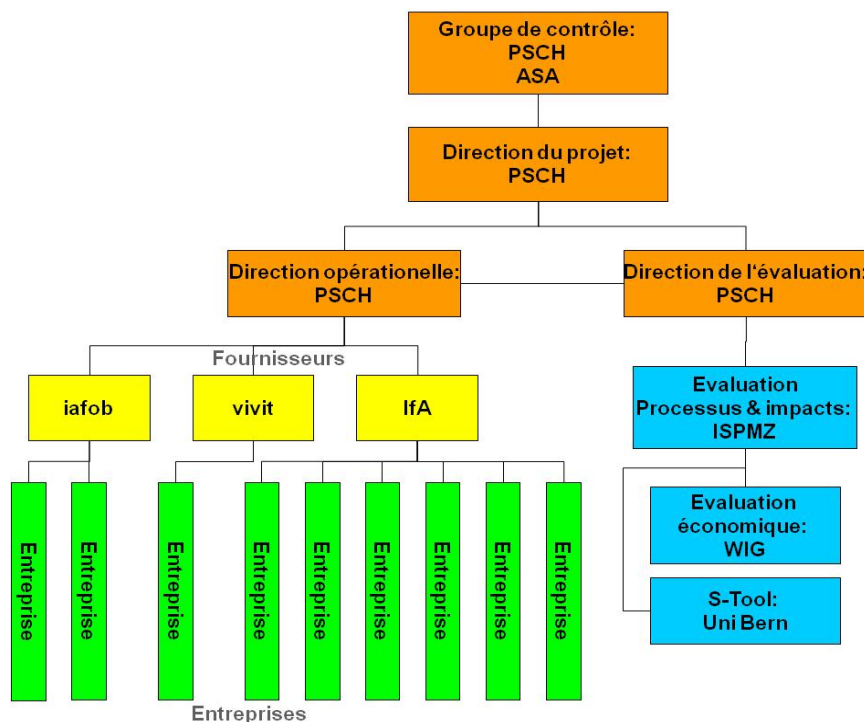 Groupe de contrôle:
PSCH
ASA
Direction du projet:
PSCH
Direction opérationelle:
PSCH
Direction de l'évaluation:
PSCH
Fournisseurs
iafob
vivit
IfA
Evaluation
Processus & impacts:
ISPMZ
Evaluation
économique:
WIG
S-Tool:
Uni Bern
Entreprise
Entreprise
Entreprise
Entreprise
Entreprise
Entreprise
Entreprise
Entreprise
Entreprise
Entreprises